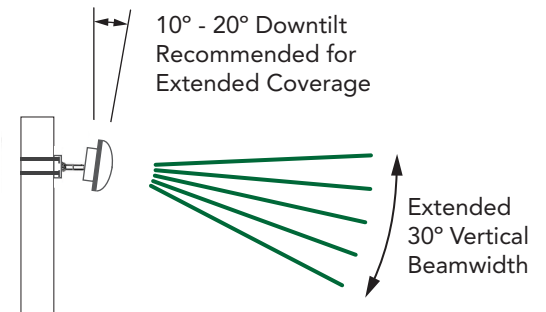 10º - 20º Downtilt
Recommended for
Extended Coverage
Extended
30º Vertical
Beamwidth